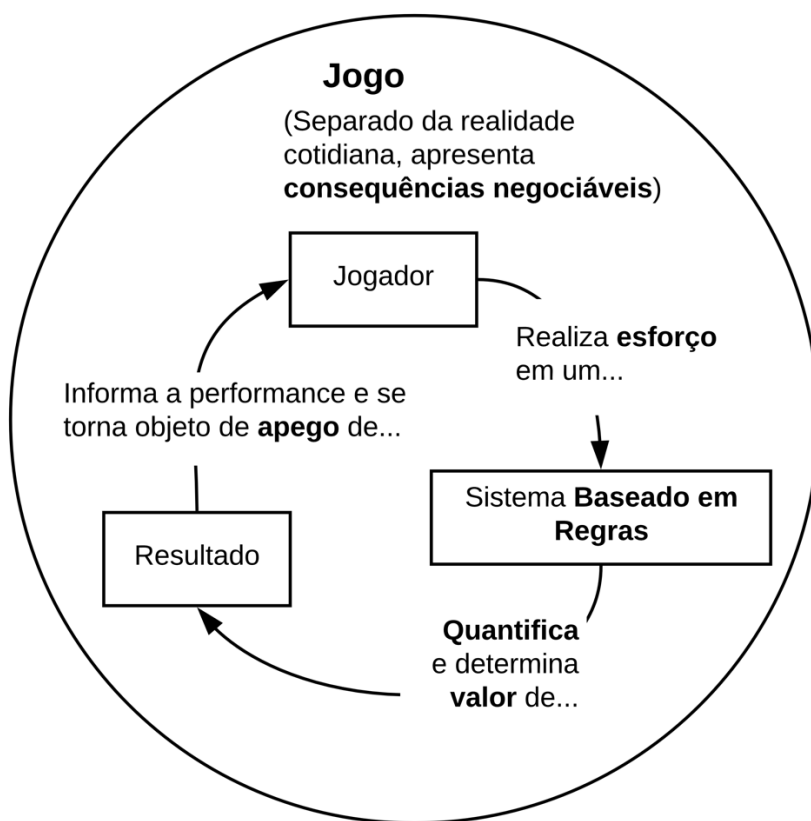 Jogo
(Separado da realidade
cotidiana, apresenta
consequências negociáveis)
Jogador
Realiza esforço
em um...
Sistema Baseado em
Regras
Quantifica
e determina
valor de...
Resultado
Informa a performance e se
torna objeto de apego de...